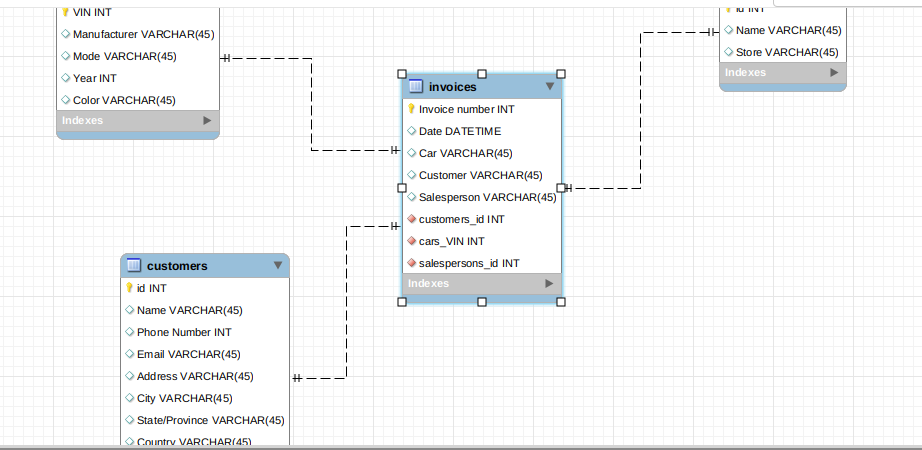 VIN INT
Manufacturer VARCHAR(45)
Mode VARCHAR(45)
Year INT
Color VARCHAR(45)
Indexes
id INT
Name VARCHAR(45)
Store VARCHAR(45)
Indexes
invoices
Invoice number INT
Date DATETIME
Car VARCHAR(45)
Customer VARCHAR(45)
Salesperson VARCHAR(45)
customers_id INT
cars_VIN INT
salespersons_id INT
Indexes
customers
id INT
Name VARCHAR(45)
Phone Number INT
Email VARCHAR(45)
Address VARCHAR(45)
City VARCHAR(45)
State/Province VARCHAR(45)
Country VARCHAR(45)